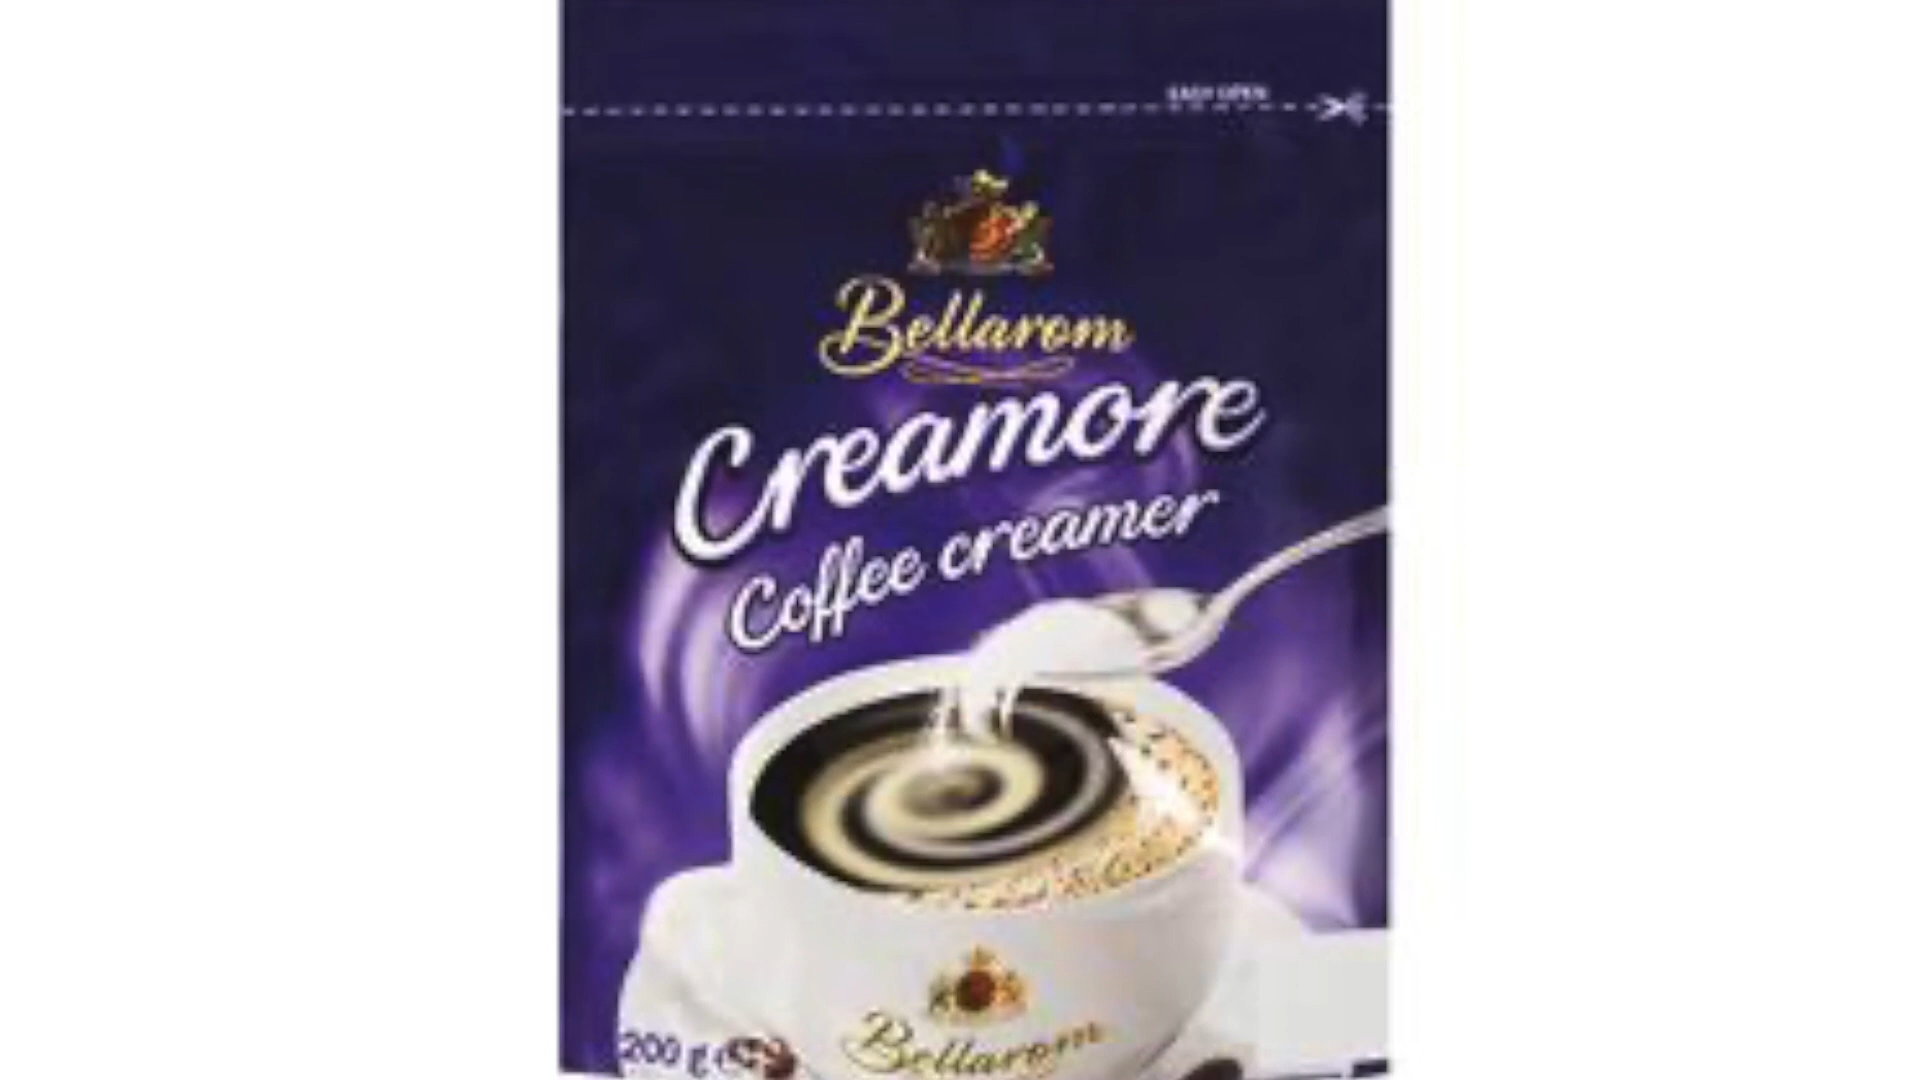 EASY OPEN
Bellarom
Creamore
Coffee creamer
200 g
Bellarom